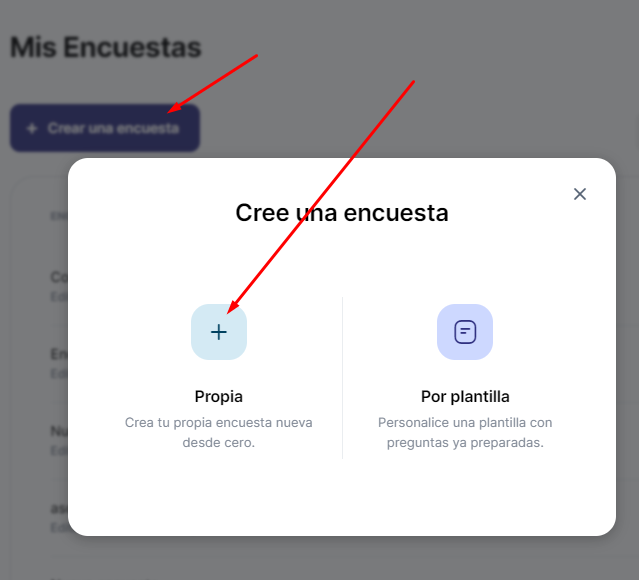 Mis Encuestas
+ Crear una encuesta
Cree una encuesta
Propia
Crea tu propia encuesta nueva
desde cero.
Por plantilla
Personalice una plantilla con
preguntas ya preparadas.